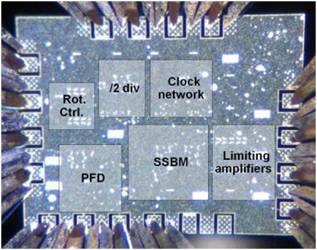 /2 div
Clock
network
Rot.
Ctrl.
PFD
SSBM
Limiting
amplifiers